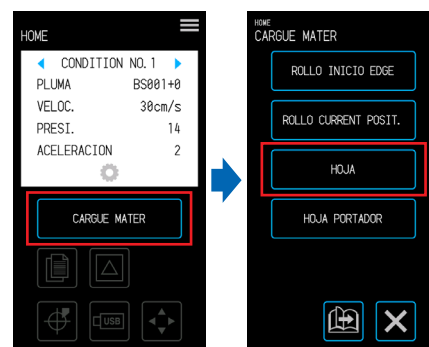 HOME
CONDITION NO.1
PLUMA BS001+0
VELOC. 30cm/s
PRESI. 14
ACELERACION 2
CARGUE MATER
USB
HOME
CARGUE MATER
ROLLO INICIO EDGE
ROLLO CURRENT POSIT.
HOJA
HOJA PORTADOR